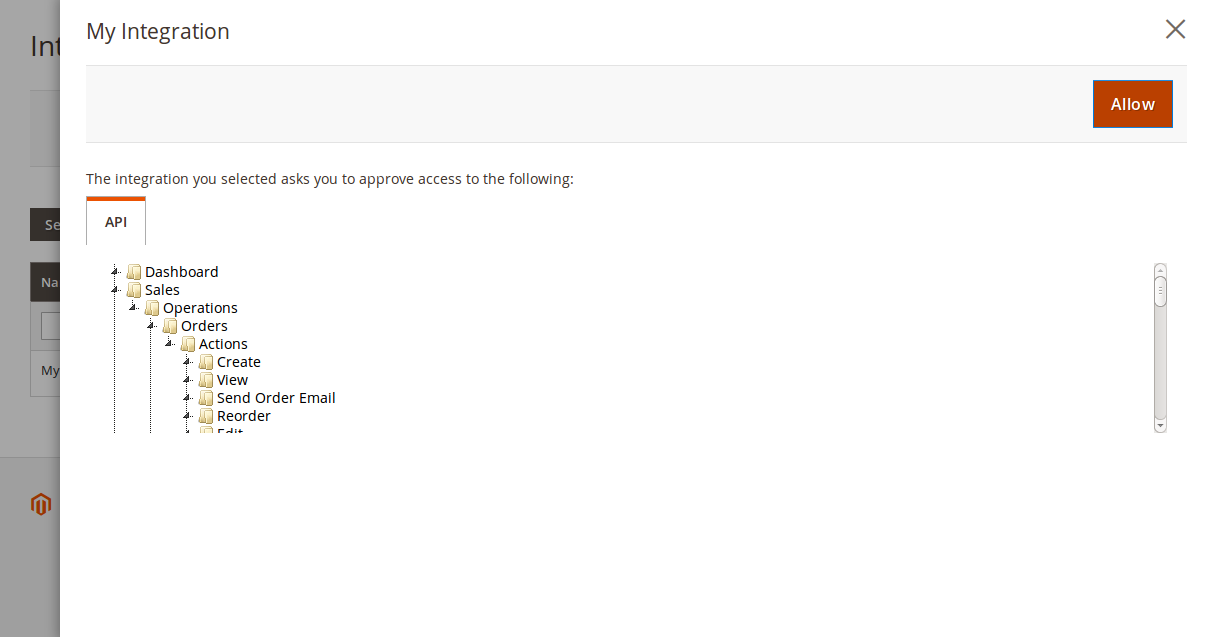 My Integration
Int
Allow
The integration you selected asks you to approve access to the following:
Se
API
Na
Dashboard
Sales
Operations
Orders
Actions
Create
My
View
Send Order Email
Reorder
Edit